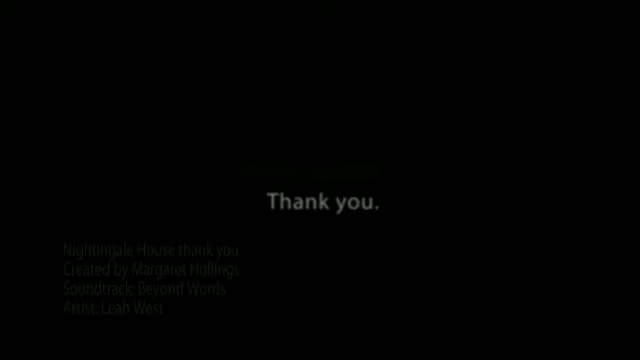 Thank you.
Nightingale House thank you
Created by Margaret Hollings
Soundtrack: Beyond Words
Artist: Leah West